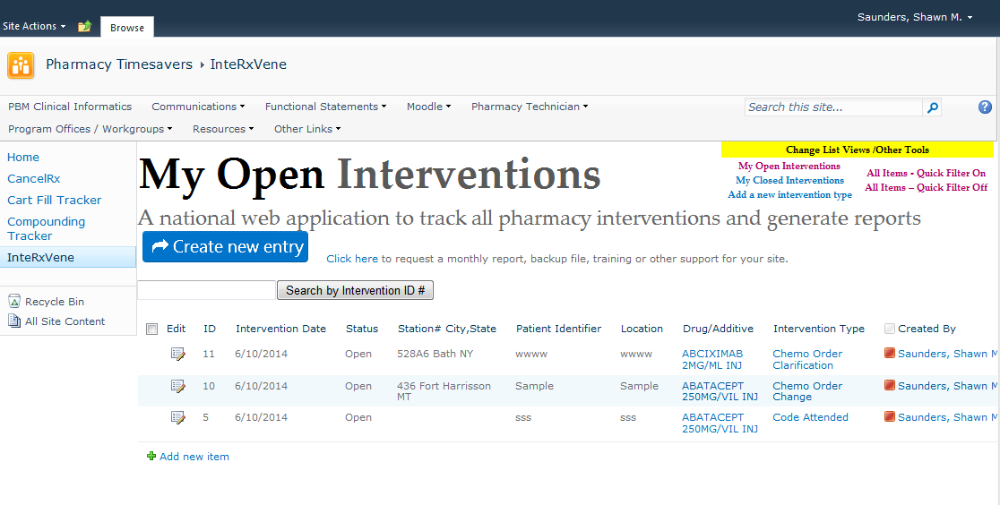 Saunders, Shawn M.
Site Actions
Browse
Pharmacy Timesavers InteRxVene
PBM Clinical Informatics Communications Functional Statements Moodle Pharmacy Technician
Search this site...
Program Offices / Workgroups Resources Other Links
Home
CancelRx
Cart Fill Tracker
Compounding
Tracker
InteRxVene
Recycle Bin
All Site Content
My Open Interventions
Change List Views /Other Tools
My Open Interventions
My Closed Interventions
Add a new intervention type
All Items - Quick Filter On
All Items – Quick Filter Off
A national web application to track all pharmacy interventions and generate reports
Create new entry
Click here to request a monthly report, backup file, training or other support for your site.
Search by Intervention ID #
Edit ID Intervention Date Status Station# City,State Patient Identifier Location Drug/Additive Intervention Type Created By
11 6/10/2014 Open 528A6 Bath NY wwww wwww ABCIXIMAB Chemo Order Saunders, Shawn M
2MG/ML INJ Clarification
10 6/10/2014 Open 436 Fort Harrisson Sample Sample ABATACEPT Chemo Order Saunders, Shawn M
MT 250MG/VIL INJ Change
5 6/10/2014 Open sss sss ABATACEPT Code Attended Saunders, Shawn M
250MG/VIL INJ
Add new item